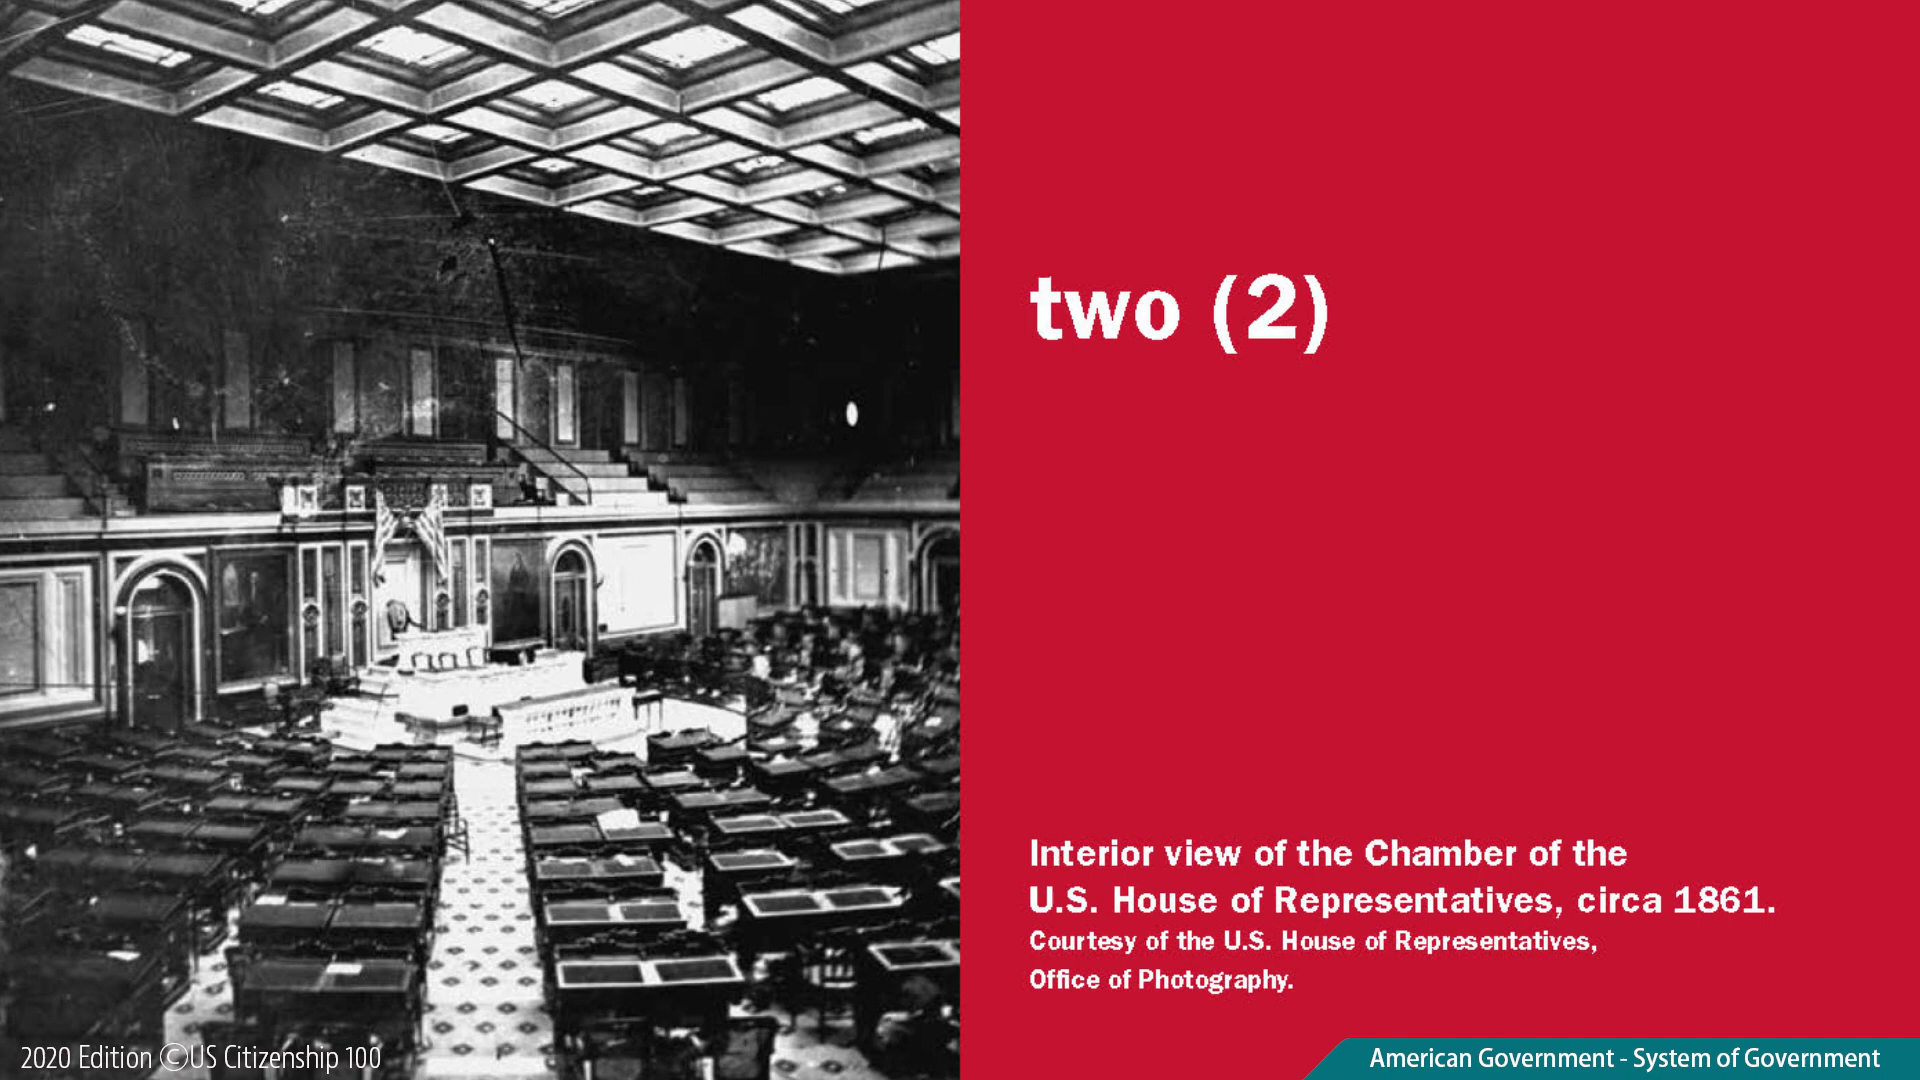 two (2)
Interior view of the Chamber of the
U.S. House of Representatives, circa 1861.
Courtesy of the U.S. House of Representatives,
Office of Photography.
2020 Edition ©US Citizenship 100
American Government - System of Government